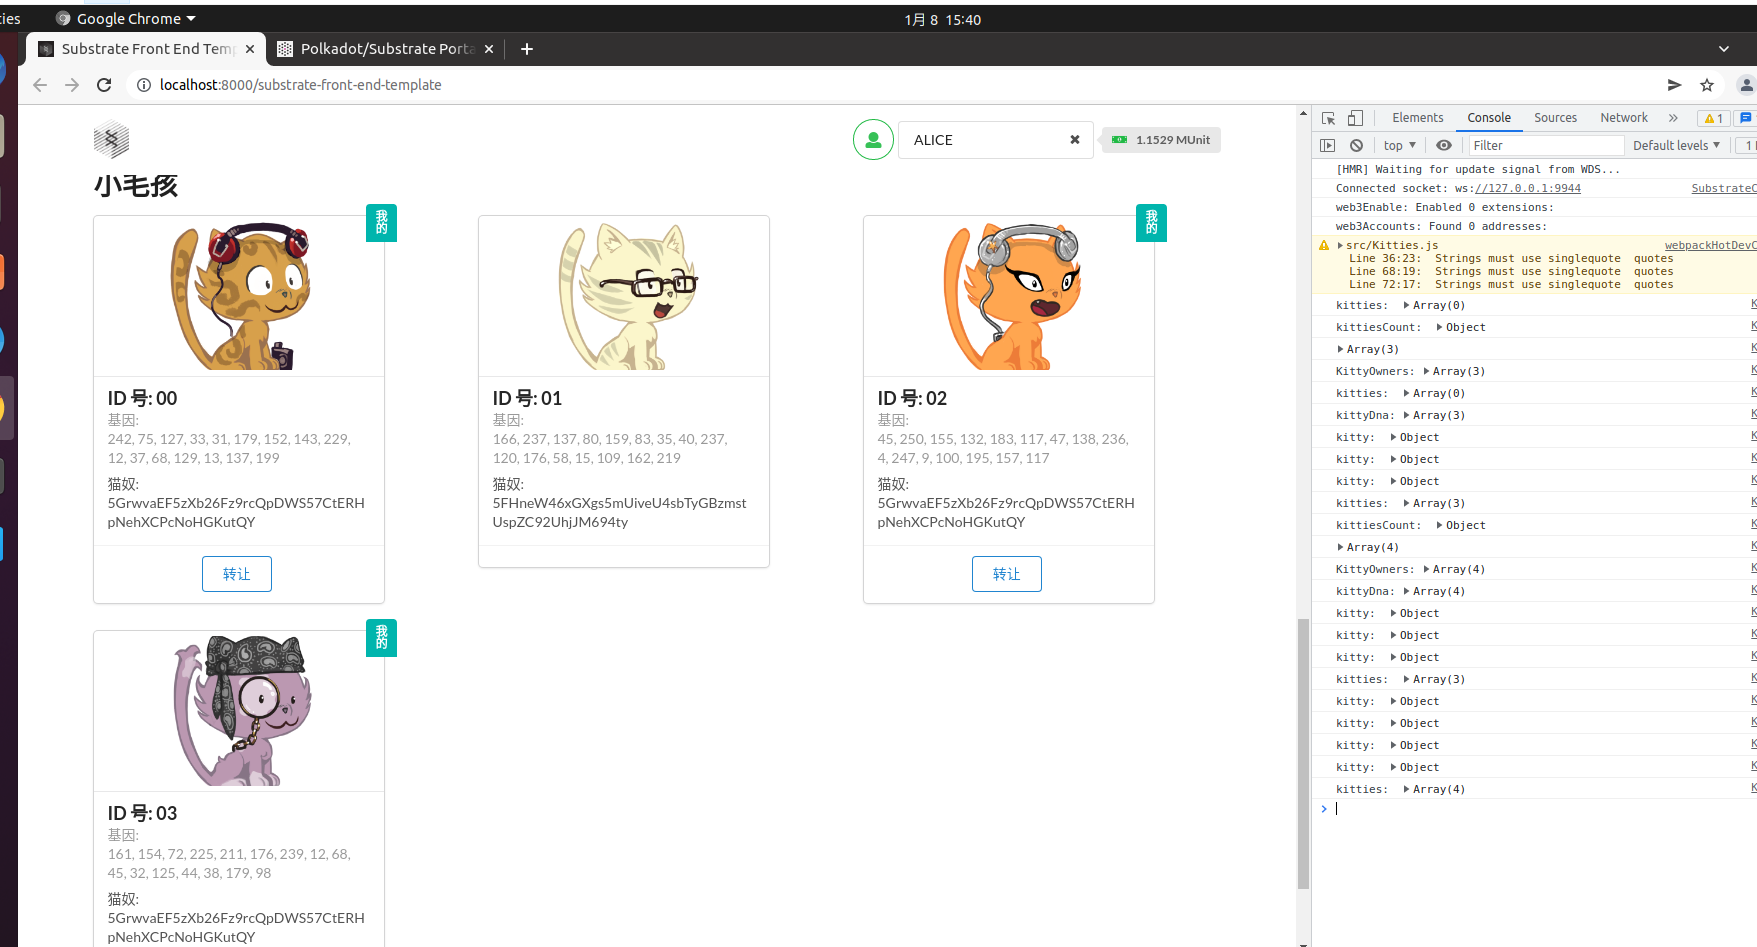 ies
Google Chrome
1月 8 15:40
Substrate Front End Temp
Polkadot/Substrate Porta
localhost:8000/substrate-front-end-template
ALICE
1.1529 MUnit
小毛孩
我的
ID 号: 00
基因:
242, 75, 127, 33, 31, 179, 152, 143, 229,
12, 37, 68, 129, 13, 137, 199
猫奴:
5GrwvaEF5zXb26Fz9rcQpDWS57CtERH
pNehXCPcNoHGKutQY
转让
ID 号: 01
基因:
166, 237, 137, 80, 159, 83, 35, 40, 237,
120, 176, 58, 15, 109, 162, 219
猫奴:
5FHneW46xGXgs5mUiveU4sbTyGBzmst
UspZC92UhjJM694ty
我的
ID 号: 02
基因:
45, 250, 155, 132, 183, 117, 47, 138, 236,
4, 247, 9, 100, 195, 157, 117
猫奴:
5GrwvaEF5zXb26Fz9rcQpDWS57CtERH
pNehXCPcNoHGKutQY
转让
我的
ID 号: 03
基因:
161, 154, 72, 225, 211, 176, 239, 12, 68,
45, 32, 125, 44, 38, 179, 98
猫奴:
5GrwvaEF5zXb26Fz9rcQpDWS57CtERH
pNehXCPcNoHGKutQY
Elements Console Sources Network » 1
top Filter Default levels 1
[HMR] Waiting for update signal from WDS...
Connected socket: ws://127.0.0.1:9944 SubstrateC
web3Enable: Enabled 0 extensions:
web3Accounts: Found 0 addresses:
src/Kitties.js webpackHotDevC
Line 36:23: Strings must use singlequote quotes
Line 68:19: Strings must use singlequote quotes
Line 72:17: Strings must use singlequote quotes
kitties: Array(0) K
kittiesCount: Object K
Array(3) K
KittyOwners: Array(3) K
kitties: Array(0) K
kittyDna: Array(3) K
kitty: Object K
kitty: Object K
kitty: Object K
kitties: Array(3) K
kittiesCount: Object K
Array(4) K
KittyOwners: Array(4) K
kittyDna: Array(4) K
kitty: Object K
kitty: Object K
kitty: Object K
kitties: Array(3) K
kitty: Object K
kitty: Object K
kitty: Object K
kitty: Object K
kitties: Array(4) K